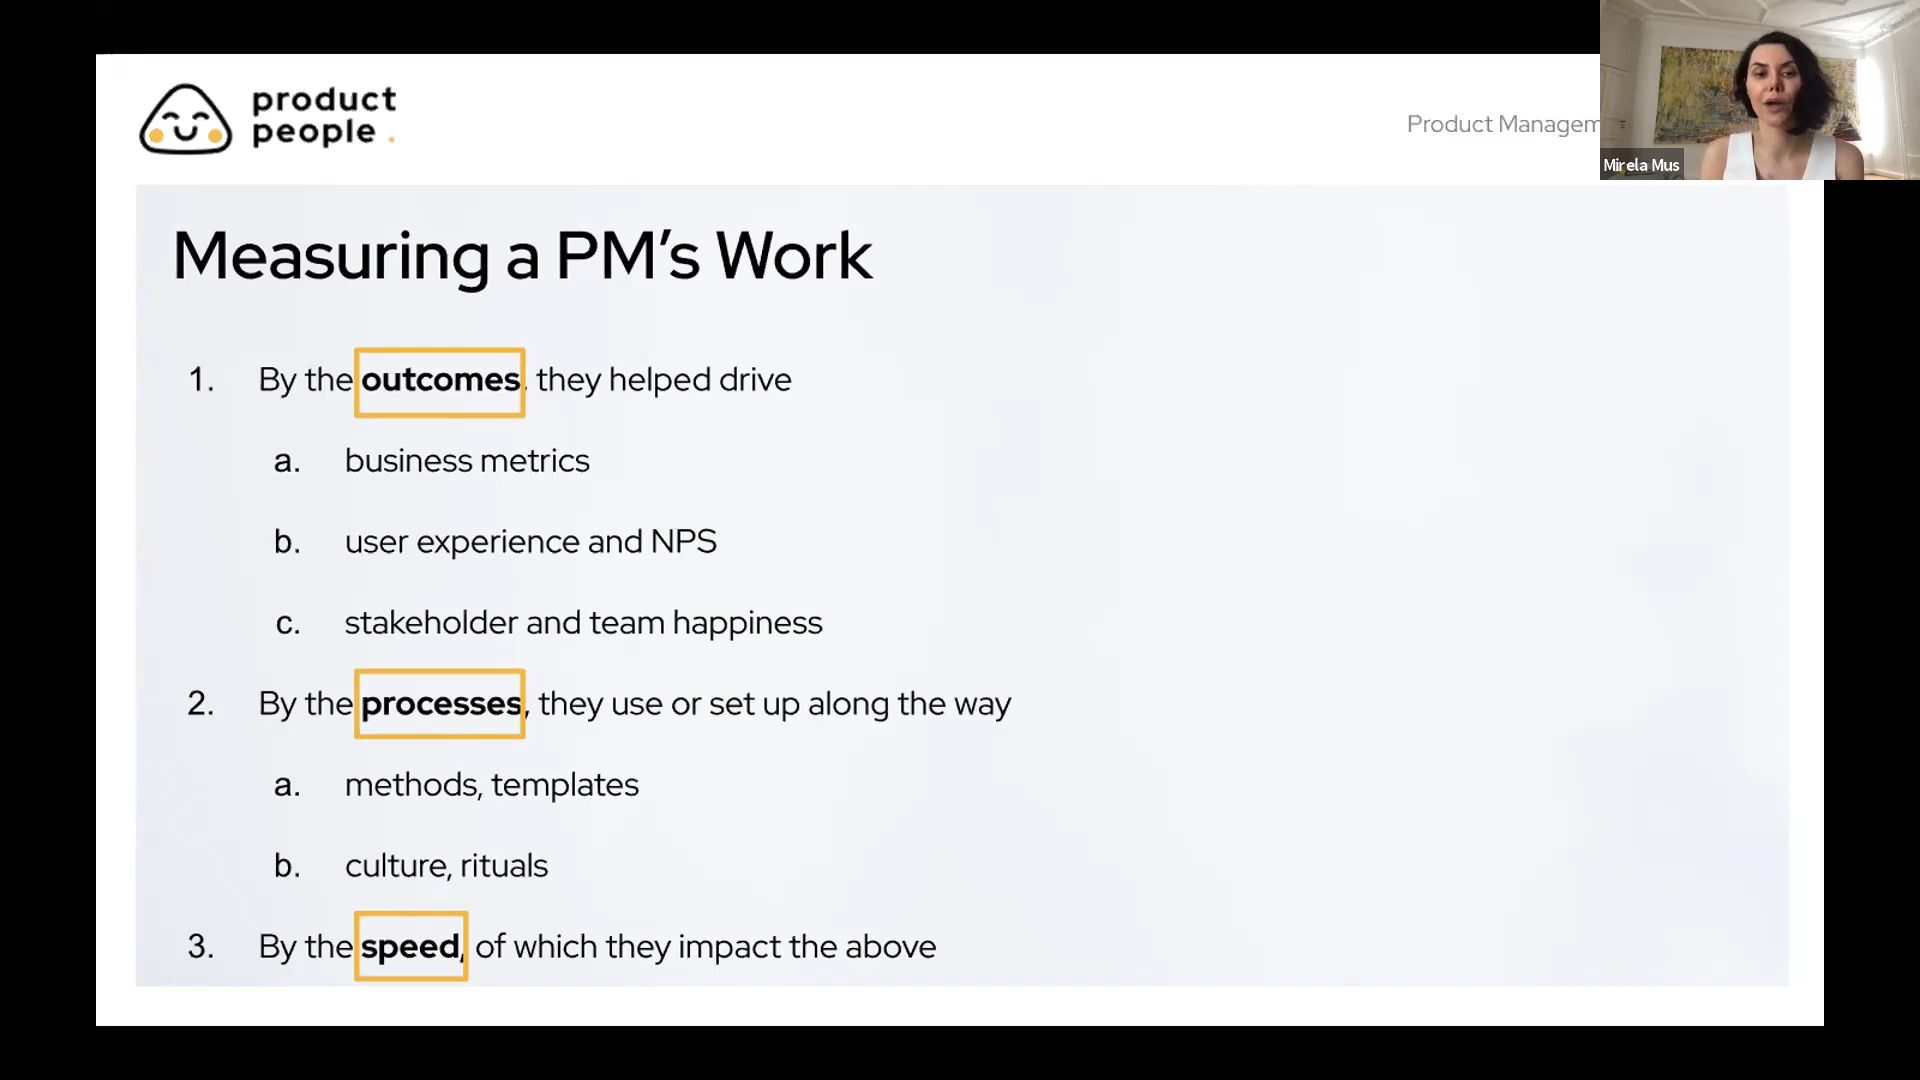 product
people.
Product Managem
Mirela Mus
Measuring a PM's Work
1. By the outcomes, they helped drive
a. business metrics
b. user experience and NPS
c. stakeholder and team happiness
2. By the processes, they use or set up along the way
a. methods, templates
b. culture, rituals
3. By the speed, of which they impact the above